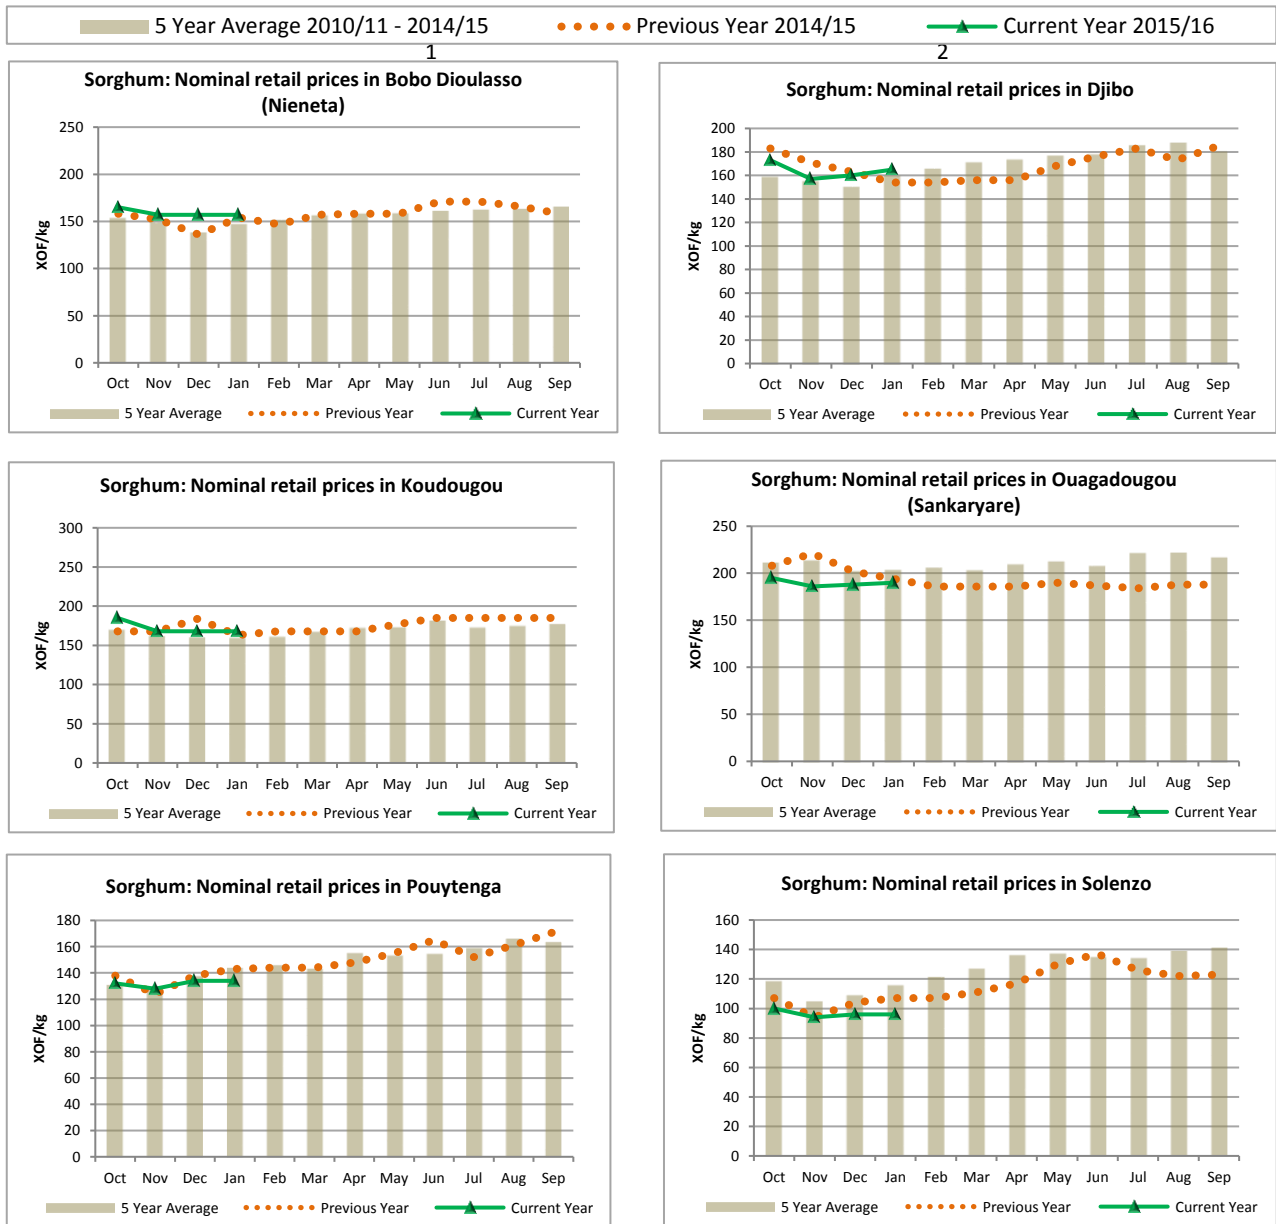 5 Year Average 2010/11 - 2014/15 Previous Year 2014/15 Current Year 2015/16
1 2
Sorghum: Nominal retail prices in Bobo Dioulasso
(Nieneta)
250
200
150
100
50
0
XOF/kg
Oct Nov Dec Jan Feb Mar Apr May Jun Jul Aug Sep
5 Year Average Previous Year Current Year
Sorghum: Nominal retail prices in Djibo
200
180
160
140
120
100
80
60
40
20
0
XOF/kg
Oct Nov Dec Jan Feb Mar Apr May Jun Jul Aug Sep
5 Year Average Previous Year Current Year
Sorghum: Nominal retail prices in Koudougou
300
250
200
150
100
50
0
XOF/kg
Oct Nov Dec Jan Feb Mar Apr May Jun Jul Aug Sep
5 Year Average Previous Year Current Year
Sorghum: Nominal retail prices in Ouagadougou
(Sankaryare)
250
200
150
100
50
0
XOF/kg
Oct Nov Dec Jan Feb Mar Apr May Jun Jul Aug Sep
5 Year Average Previous Year Current Year
Sorghum: Nominal retail prices in Pouytenga
180
160
140
120
100
80
60
40
20
0
XOF/kg
Oct Nov Dec Jan Feb Mar Apr May Jun Jul Aug Sep
5 Year Average Previous Year Current Year
Sorghum: Nominal retail prices in Solenzo
160
140
120
100
80
60
40
20
0
XOF/kg
Oct Nov Dec Jan Feb Mar Apr May Jun Jul Aug Sep
5 Year Average Previous Year Current Year